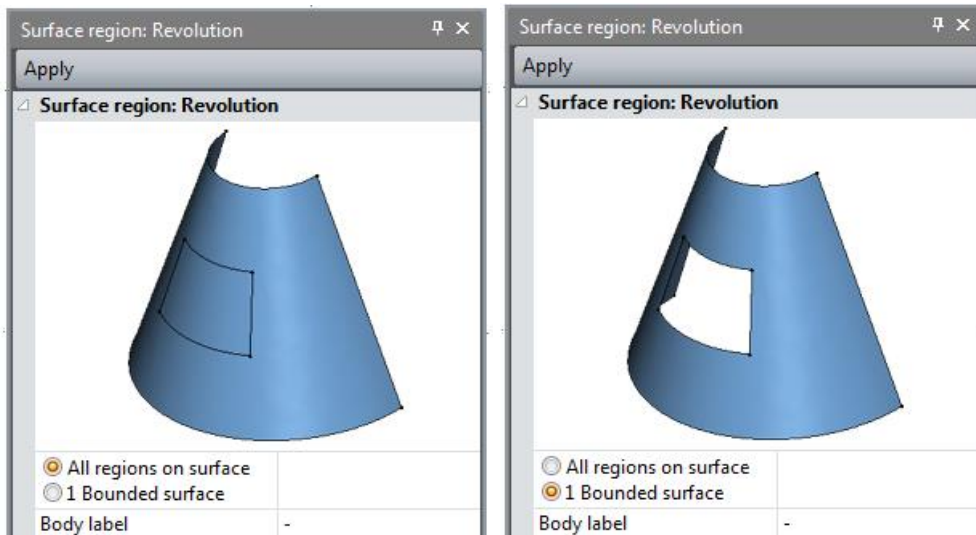 Surface region: Revolution
Apply
Surface region: Revolution
All regions on surface
1 Bounded surface
Body label -
Surface region: Revolution
Apply
Surface region: Revolution
All regions on surface
1 Bounded surface
Body label -